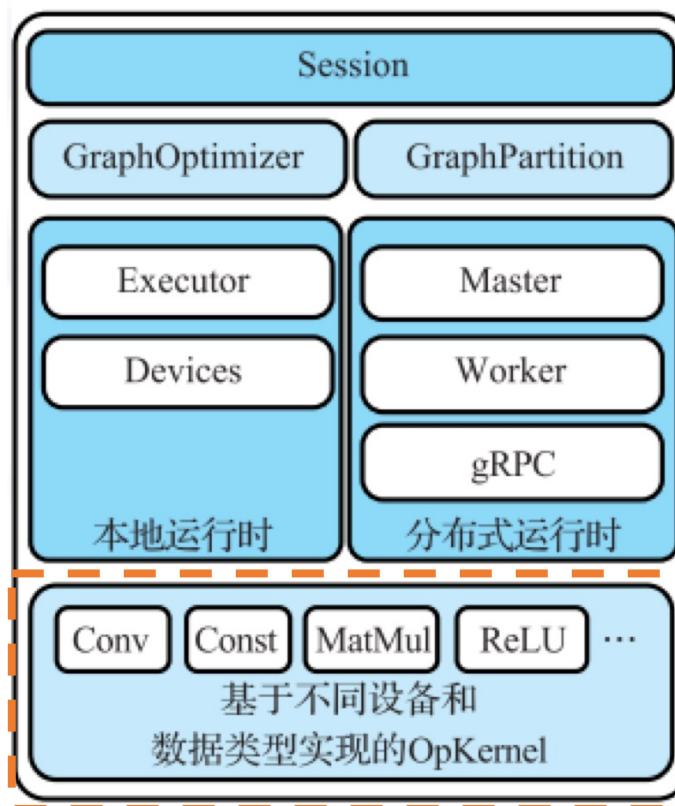 Session
GraphOptimizer
GraphPartition
Executor
Devices
本地运行时
Master
Worker
gRPC
分布式运行时
Conv
Const
MatMul
ReLU
…
基于不同设备和
数据类型实现的OpKernel